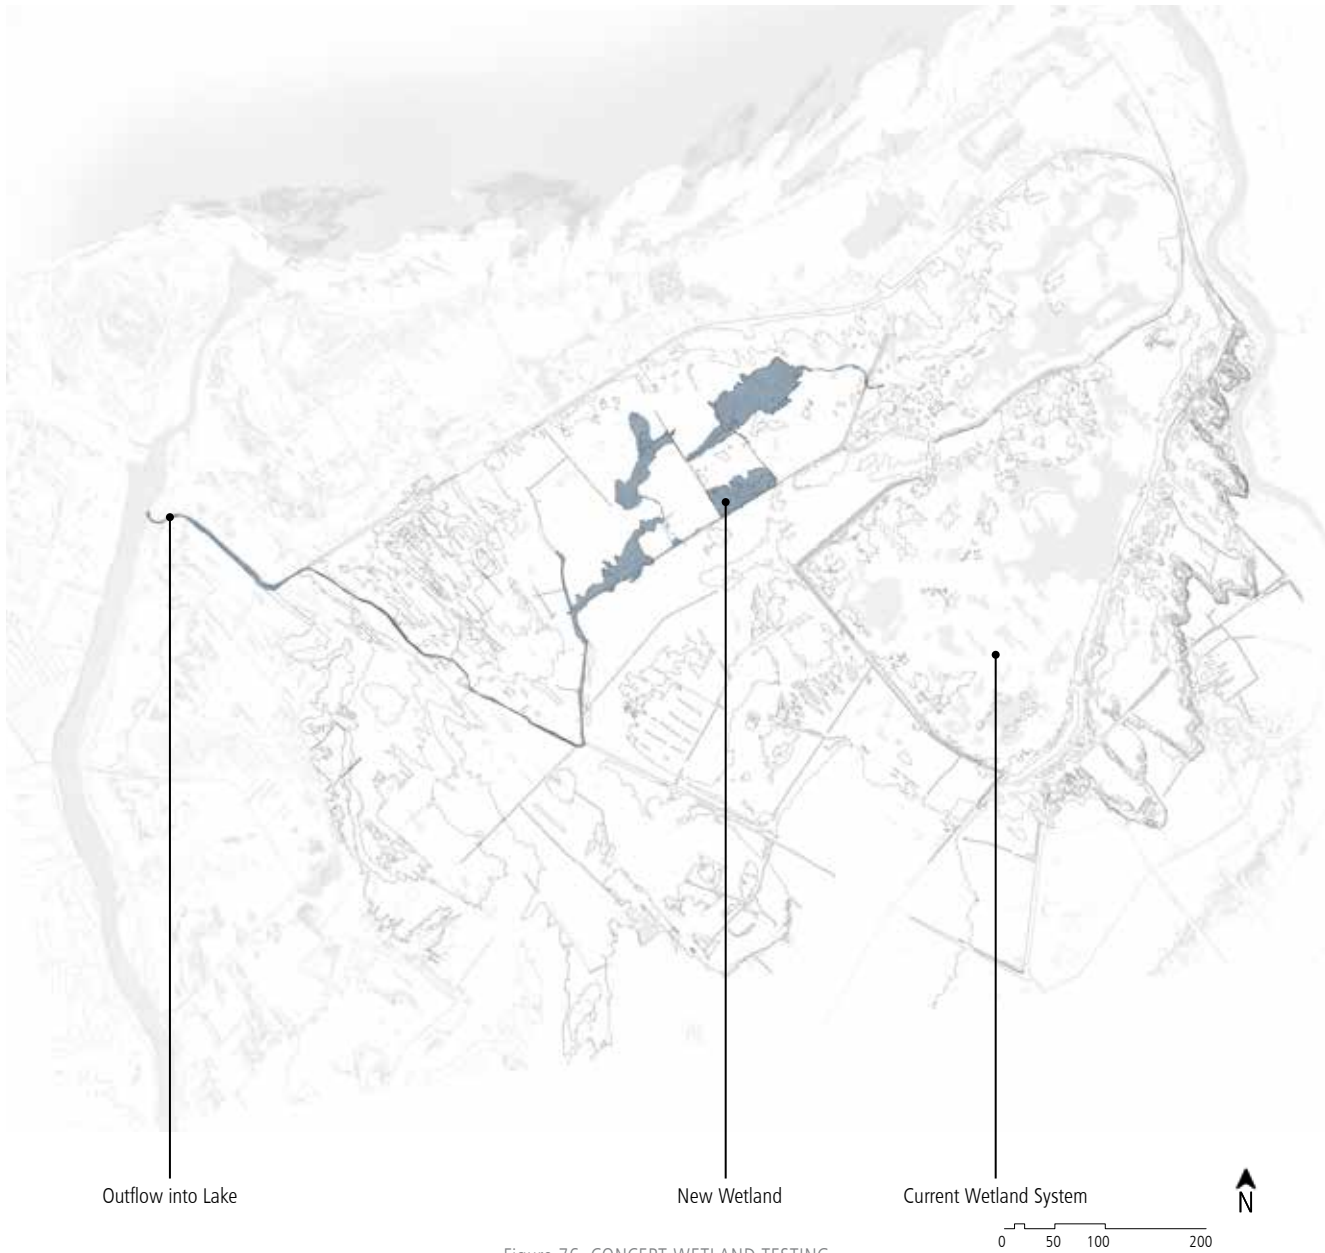 Outflow into Lake
New Wetland
Current Wetland System
N
0 50 100 200
Figure 76. CONCEPT WETLAND TESTING